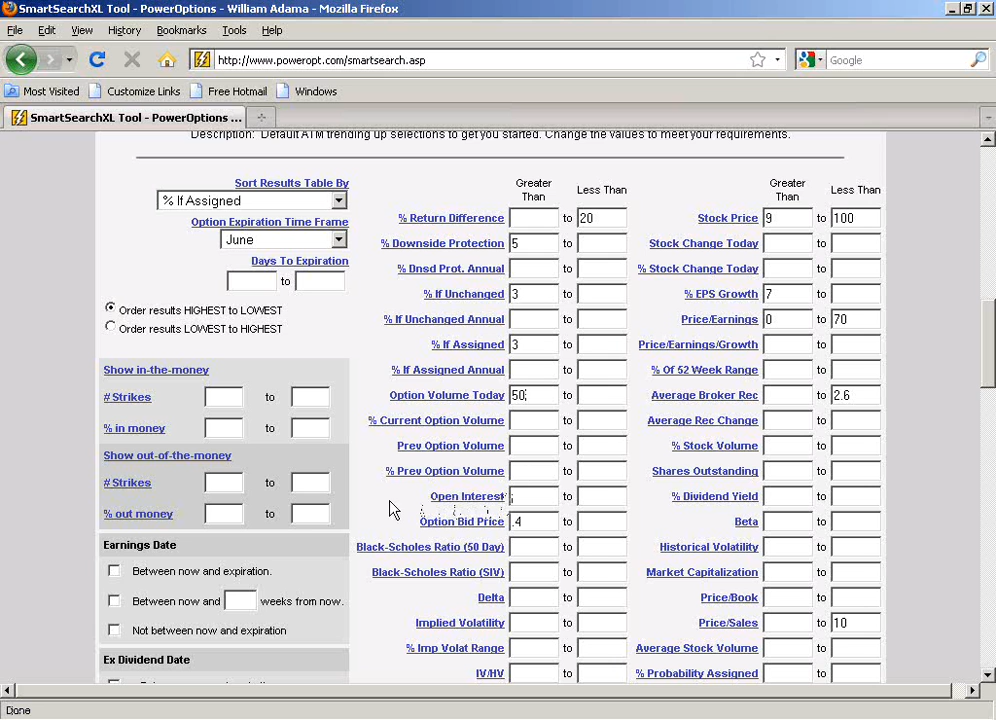 SmartSearchXL Tool - PowerOptions - William Adama - Mozilla Firefox
File Edit View History Bookmarks Tools Help
http://www.poweropt.com/smartsearch.asp
Google
Most Visited Customize Links Free Hotmail Windows
SmartSearchXL Tool - PowerOptions ...
Description: Default ATM trending up selections to get you started. Change the values to meet your requirements.
Sort Results Table By
% If Assigned
Option Expiration Time Frame
June
Days To Expiration
to
Order results HIGHEST to LOWEST
Order results LOWEST to HIGHEST
Show in-the-money
# Strikes to
% in money to
Show out-of-the-money
# Strikes to
% out money to
Earnings Date
Between now and expiration.
Between now and weeks from now.
Not between now and expiration
Ex Dividend Date
Greater Than Less Than
% Return Difference to 20
% Downside Protection 5 to
% Dnsd Prot. Annual to
% If Unchanged 3 to
% If Unchanged Annual to
% If Assigned 3 to
% If Assigned Annual to
Option Volume Today 50 to
% Current Option Volume to
Prev Option Volume to
% Prev Option Volume to
Open Interest to
Option Bid Price .4 to
Black-Scholes Ratio (50 Day) to
Black-Scholes Ratio (SIV) to
Delta to
Implied Volatility to
% Imp Volat Range to
IV/HV to
Greater Than Less Than
Stock Price 9 to 100
Stock Change Today to
% Stock Change Today to
% EPS Growth 7 to
Price/Earnings 0 to 70
Price/Earnings/Growth to
% Of 52 Week Range to
Average Broker Rec to 2.6
Average Rec Change to
% Stock Volume to
Shares Outstanding to
% Dividend Yield to
Beta to
Historical Volatility to
Market Capitalization to
Price/Book to
Price/Sales to 10
Average Stock Volume to
% Probability Assigned to
Done